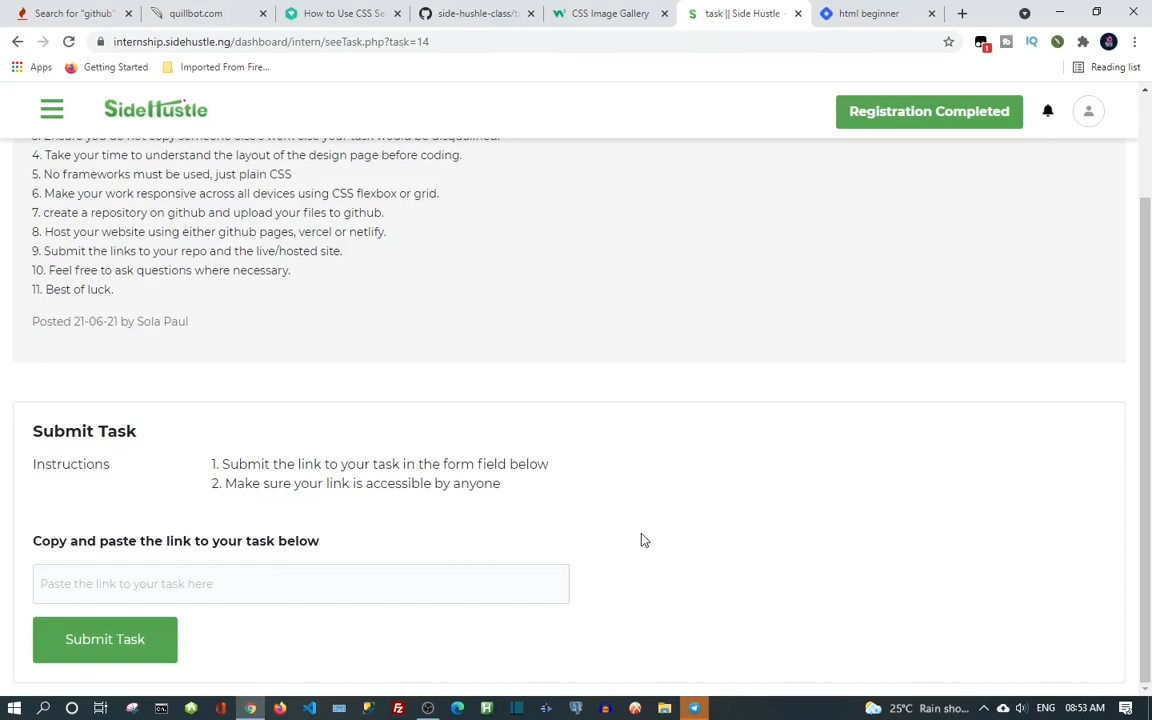 Search for "github"
quillbot.com
How to Use CSS Se
side-hushle-class/ta
CSS Image Gallery
task || Side Hustle
html beginner
internship.sidehustle.ng/dashboard/intern/seeTask.php?task=14
1
IQ
Apps
Getting Started
Imported From Fire...
Reading list
SideHustle
Registration Completed
4. Take your time to understand the layout of the design page before coding.
5. No frameworks must be used, just plain CSS
6. Make your work responsive across all devices using CSS flexbox or grid.
7. create a repository on github and upload your files to github.
8. Host your website using either github pages, vercel or netlify.
9. Submit the links to your repo and the live/hosted site.
10. Feel free to ask questions where necessary.
11. Best of luck.
Posted 21-06-21 by Sola Paul
Submit Task
Instructions
1. Submit the link to your task in the form field below
2. Make sure your link is accessible by anyone
Copy and paste the link to your task below
Paste the link to your task here
Submit Task
25°C Rain sho...
ENG
08:53 AM